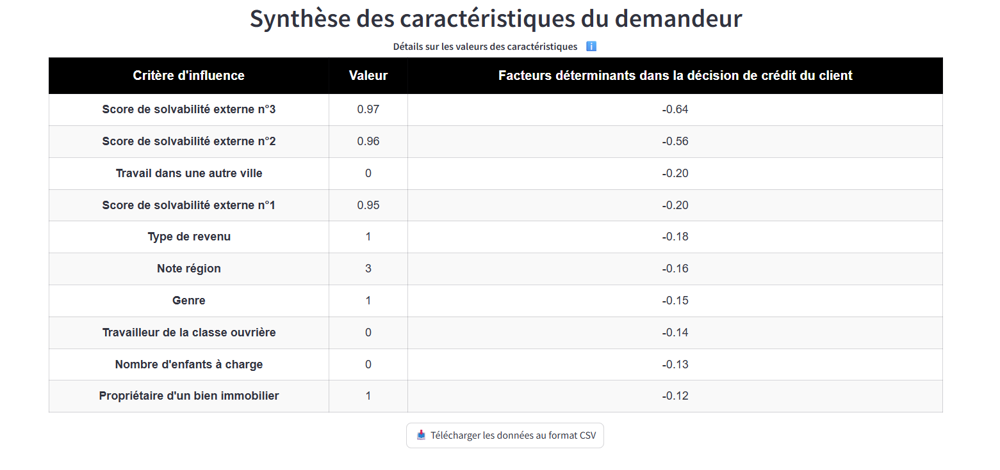 Synthèse des caractéristiques du demandeur
Détails sur les valeurs des caractéristiques ℹ️
Critère d'influence Valeur Facteurs déterminants dans la décision de crédit du client
Score de solvabilité externe n°3 0.97 -0.64
Score de solvabilité externe n°2 0.96 -0.56
Travail dans une autre ville 0 -0.20
Score de solvabilité externe n°1 0.95 -0.20
Type de revenu 1 -0.18
Note région 3 -0.16
Genre 1 -0.15
Travailleur de la classe ouvrière 0 -0.14
Nombre d'enfants à charge 0 -0.13
Propriétaire d'un bien immobilier 1 -0.12
Télécharger les données au format CSV